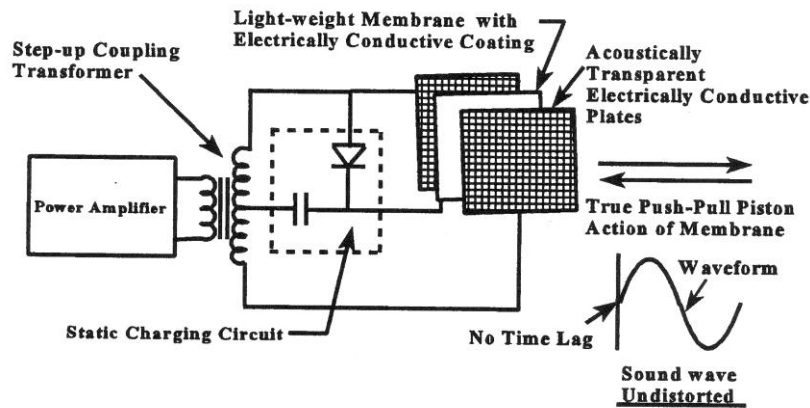 Light-weight Membrane with
Electrically Conductive Coating
Step-up Coupling
Transformer
Acoustically
Transparent
Electrically Conductive
Plates
Power Amplifier
True Push-Pull Piston
Action of Membrane
Waveform
Static Charging Circuit
No Time Lag
Sound wave
Undistorted